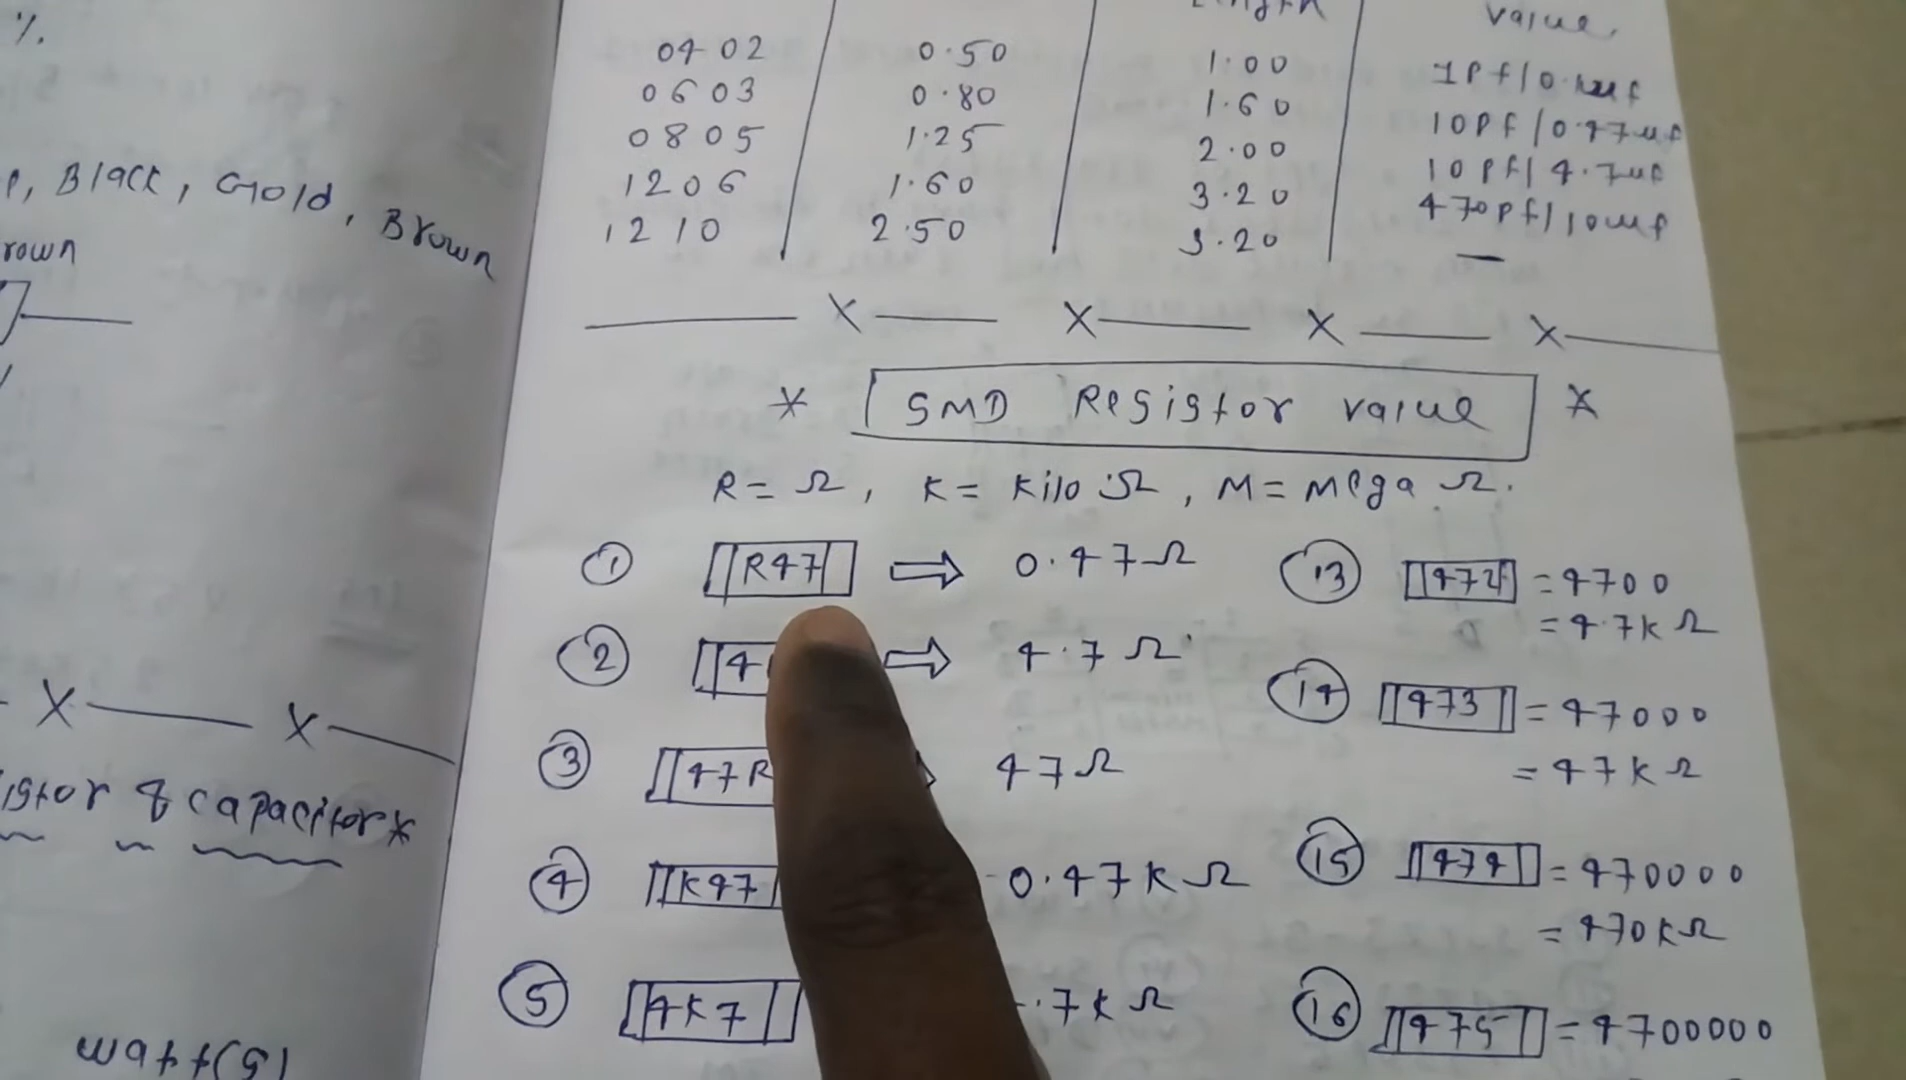 %.
Black, Gold, Brown
rown
istor & capacitor *
Length
value.
0402 0.50 1.00 1Pf/
0603 0.80 1.60 10Pf/0.47uf
0805 1.25 2.00 10Pf/4.7uf
1206 1.60 3.20 470Pf/10uf
1210 2.50 3.20 —
X X X X
* SMD Resistor value *
R = Ω, K = Kilo Ω, M = Mega Ω.
① R47 ⇒ 0.47Ω
② 4 ⇒ 4.7Ω
③ 47R 47Ω
④ K47 0.47KΩ
⑤ 4K7 .7KΩ
⑬ 472 = 4700
= 4.7KΩ
⑭ 473 = 47000
= 47KΩ
⑮ 474 = 470000
= 470KΩ
⑯ 475 = 4700000